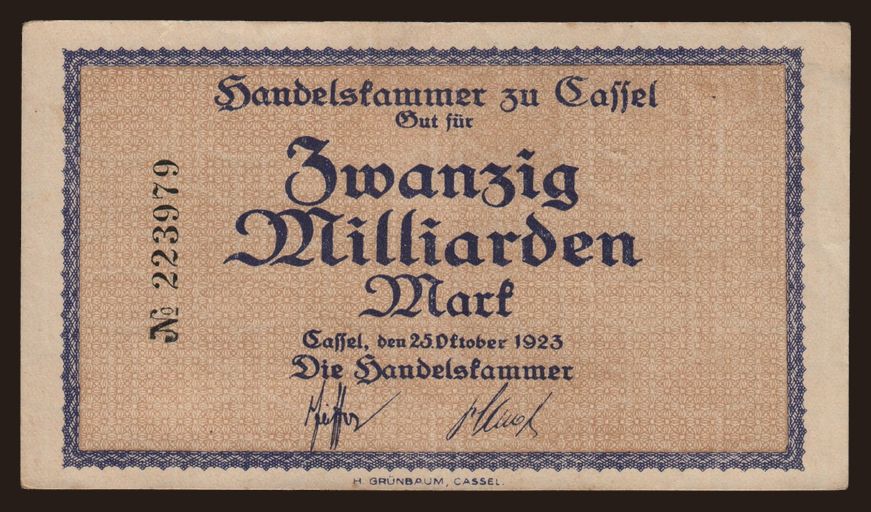 Handelskammer zu Cassel
Gut für
Zwanzig
Milliarden
Mark
Cassel, den 25 Oktober 1923
Die Handelskammer
№ 223979
H. GRÜNBAUM, CASSEL.